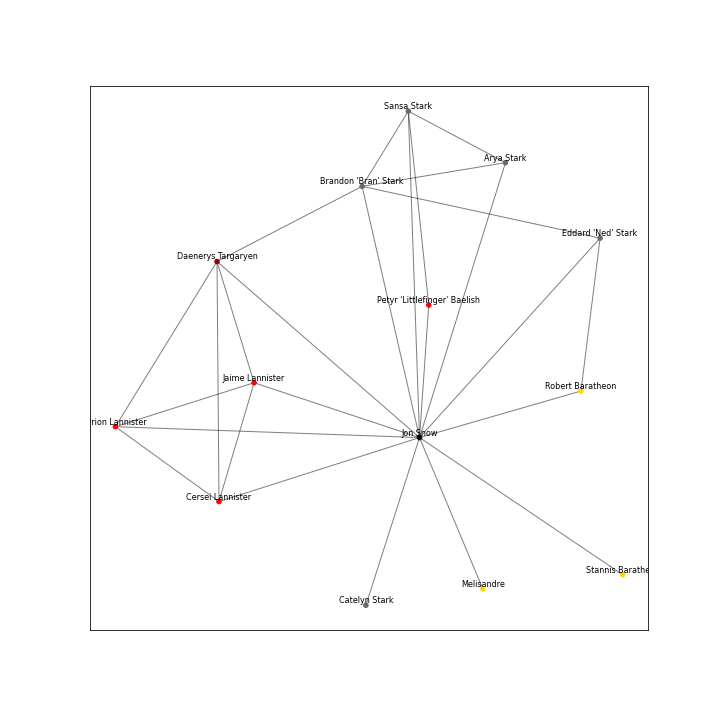 Sansa Stark
Arya Stark
Brandon 'Bran' Stark
Eddard 'Ned' Stark
Daenerys Targaryen
Petyr 'Littlefinger' Baelish
Jaime Lannister
Robert Baratheon
rion Lannister
Jon Snow
Cersei Lannister
Stannis Barathe
Melisandre
Catelyn Stark